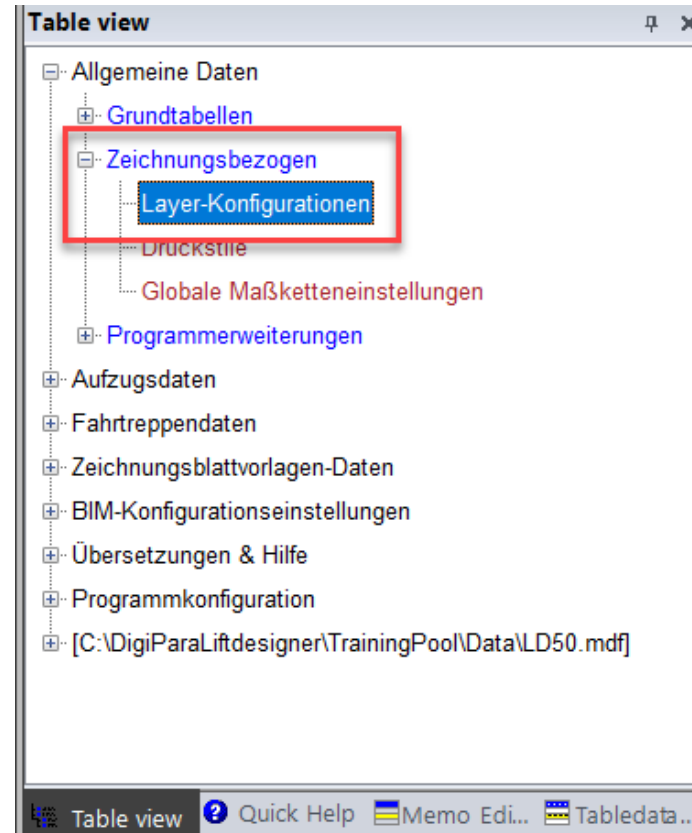 Table view
Allgemeine Daten
Grundtabellen
Zeichnungsbezogen
Layer-Konfigurationen
Druckstile
Globale Maßketteneinstellungen
Programmerweiterungen
Aufzugsdaten
Fahrtreppendaten
Zeichnungsblattvorlagen-Daten
BIM-Konfigurationseinstellungen
Übersetzungen & Hilfe
Programmkonfiguration
[C:\DigiParaLiftdesigner\TrainingPool\Data\LD50.mdf]
Table view Quick Help Memo Edi... Tabledata...